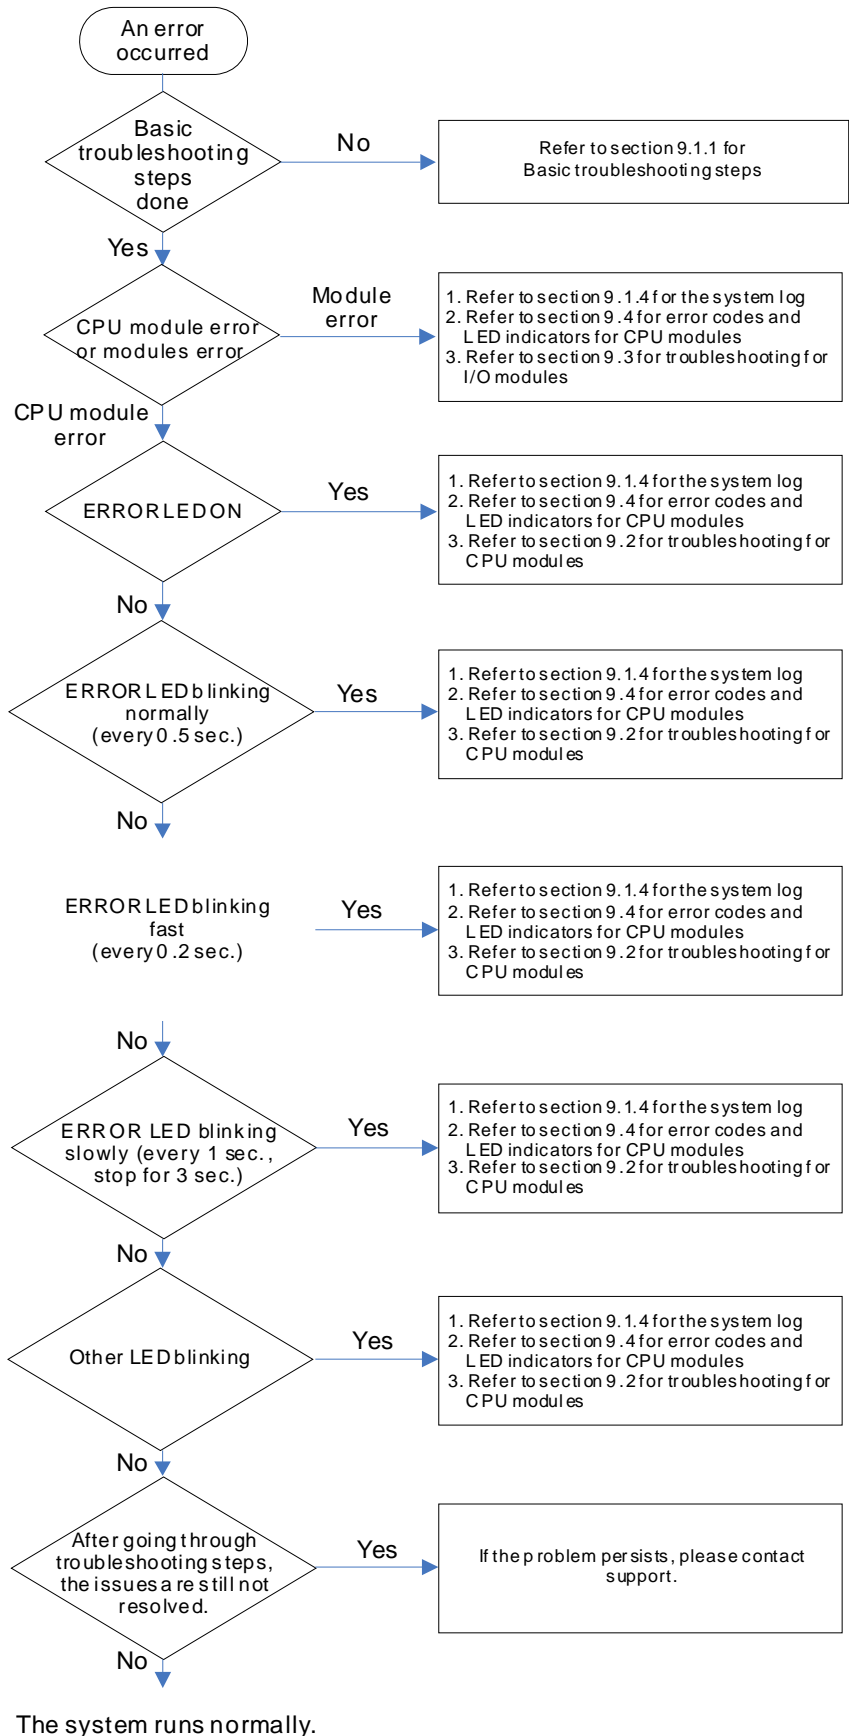 An error
occurred
Basic
troubleshooting
steps
done
No
Refer to section 9.1.1 for
Basic troubleshooting steps
Yes
CPU module error
or modules error
Module
error
1. Refer to section 9.1.4 for the system log
2. Refer to section 9.4 for error codes and
LED indicators for CPU modules
3. Refer to section 9.3 for troubleshooting for
I/O modules
CPU module
error
ERROR LED ON
Yes
1. Refer to section 9.1.4 for the system log
2. Refer to section 9.4 for error codes and
LED indicators for CPU modules
3. Refer to section 9.2 for troubleshooting for
CPU modules
No
ERROR LED blinking
normally
(every 0.5 sec.)
Yes
1. Refer to section 9.1.4 for the system log
2. Refer to section 9.4 for error codes and
LED indicators for CPU modules
3. Refer to section 9.2 for troubleshooting for
CPU modules
No
ERROR LED blinking
fast
(every 0.2 sec.)
Yes
1. Refer to section 9.1.4 for the system log
2. Refer to section 9.4 for error codes and
LED indicators for CPU modules
3. Refer to section 9.2 for troubleshooting for
CPU modules
No
ERROR LED blinking
slowly (every 1 sec.,
stop for 3 sec.)
Yes
1. Refer to section 9.1.4 for the system log
2. Refer to section 9.4 for error codes and
LED indicators for CPU modules
3. Refer to section 9.2 for troubleshooting for
CPU modules
No
Other LED blinking
Yes
1. Refer to section 9.1.4 for the system log
2. Refer to section 9.4 for error codes and
LED indicators for CPU modules
3. Refer to section 9.2 for troubleshooting for
CPU modules
No
After going through
troubleshooting steps,
the issues are still not
resolved.
Yes
If the problem persists, please contact
support.
No
The system runs normally.